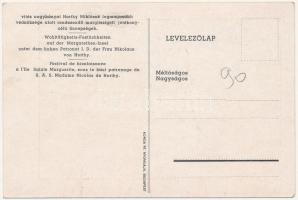 vitéz nagybányai Horthy Miklósné legmagasabb
védnöksége alatt rendezendő margitszigeti jótékony-
célú ünnepségek.
Wohltätigkeits-Festlichkeiten
auf der Margarethen-Insel
unter dem hohen Patronat I. D. der Frau Nikolaus
von Horthy.
Festival de bienfaisance
à l'Ile Sainte Marguerite, sous le haut patronage de
S. A. S. Madame Nicolas de Horthy.
LEVELEZŐLAP
Méltóságos
Nagyságos
90
BUDAPEST